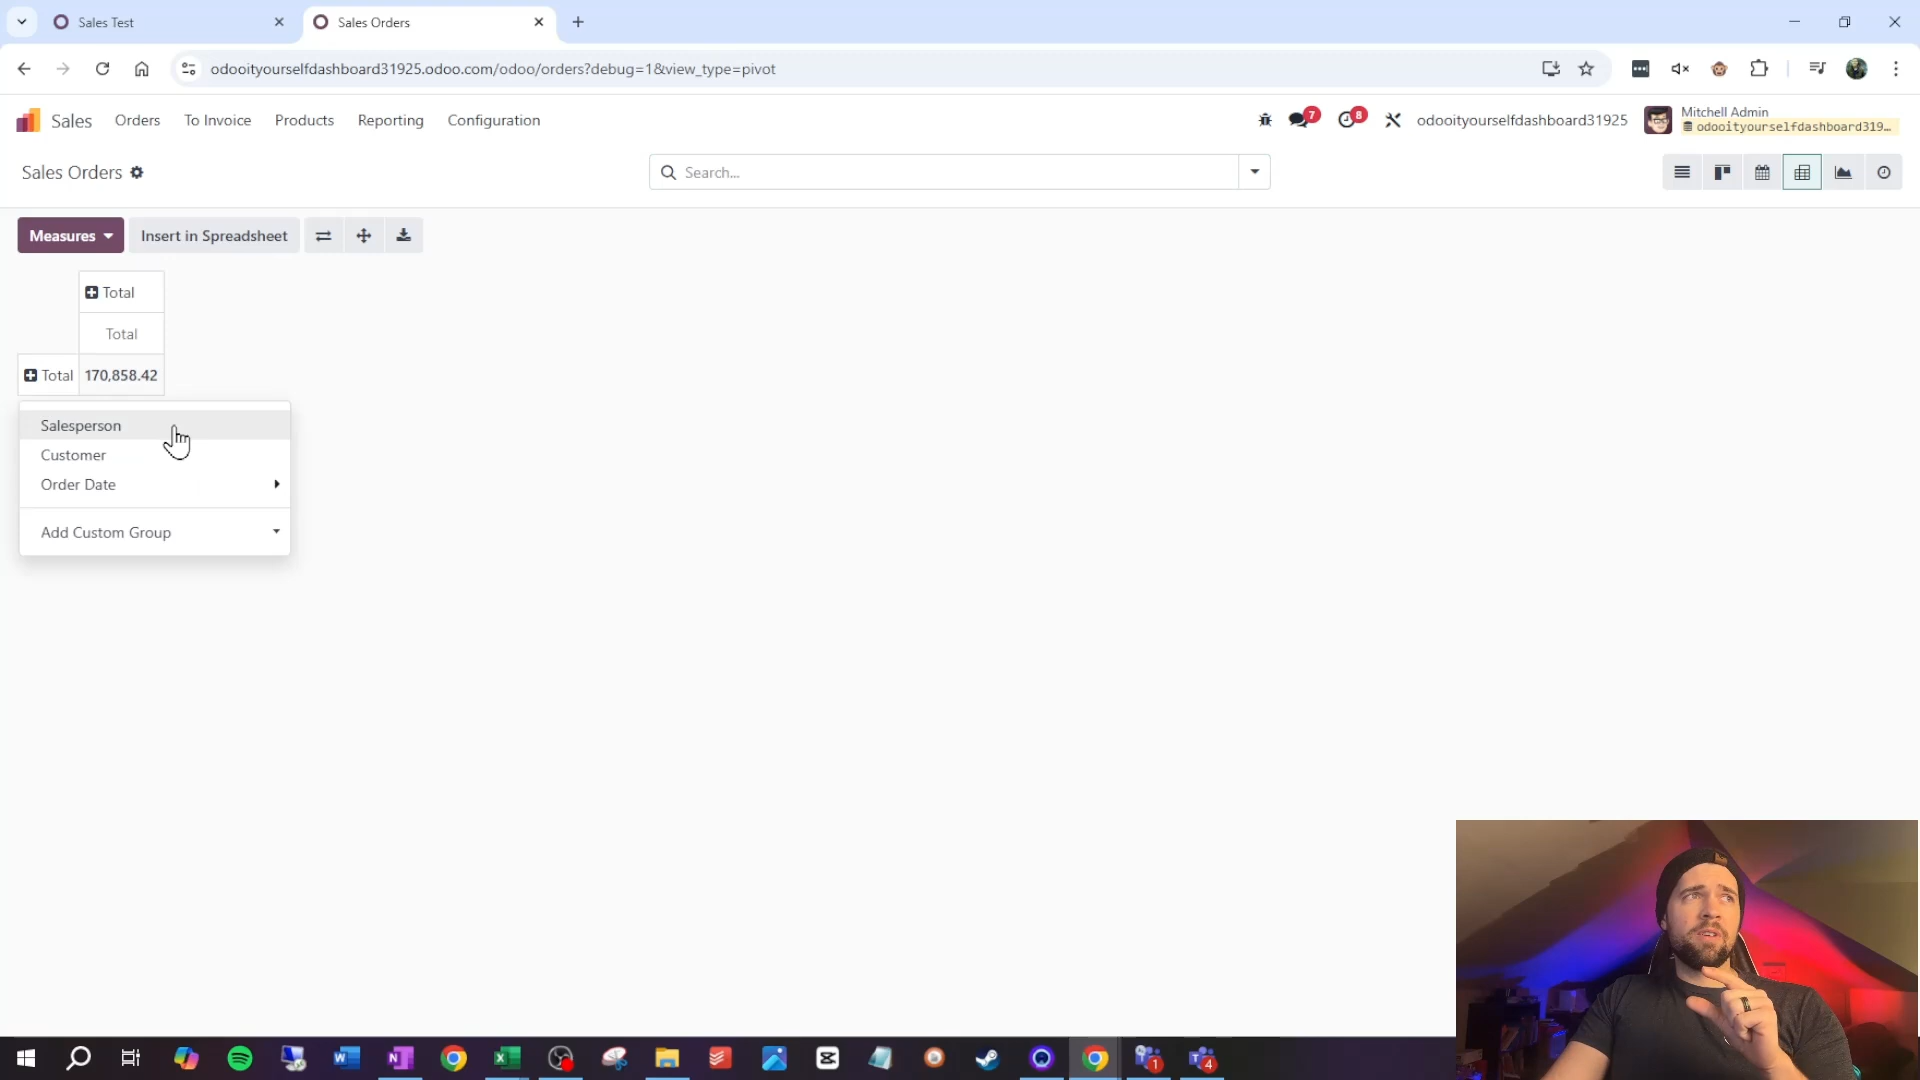 Sales Test
Sales Orders
odooityourselfdashboard31925.odoo.com/odoo/orders?debug=1&view_type=pivot
Sales Orders To Invoice Products Reporting Configuration
7 8 odooityourselfdashboard31925
Mitchell Admin
odooityourselfdashboard319...
Sales Orders
Search...
Measures Insert in Spreadsheet
Total
Total
Total 170,858.42
Salesperson
Customer
Order Date
Add Custom Group
1 4